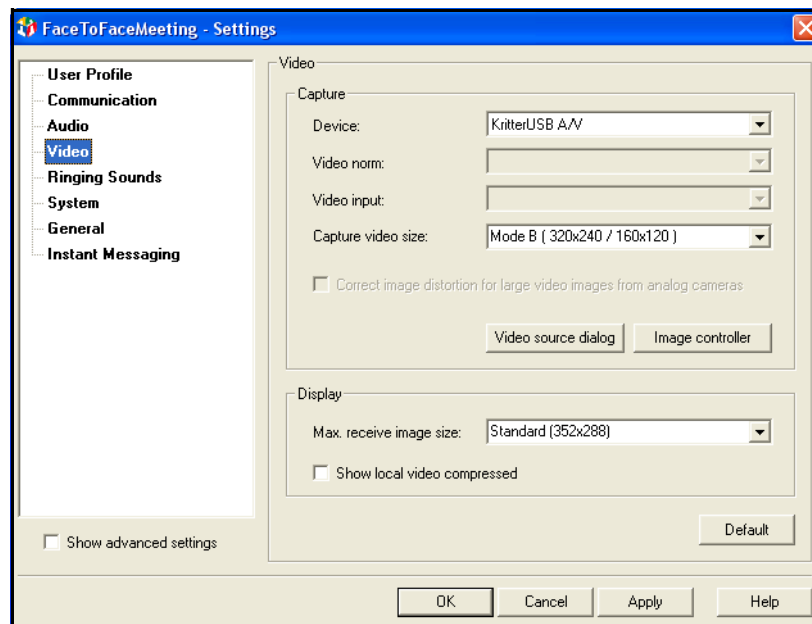 FaceToFaceMeeting - Settings
User Profile
Communication
Audio
Video
Ringing Sounds
System
General
Instant Messaging
Show advanced settings
Video
Capture
Device: KritterUSB A/V
Video norm:
Video input:
Capture video size: Mode B ( 320x240 / 160x120 )
Correct image distortion for large video images from analog cameras
Video source dialog Image controller
Display
Max. receive image size: Standard (352x288)
Show local video compressed
Default
OK Cancel Apply Help